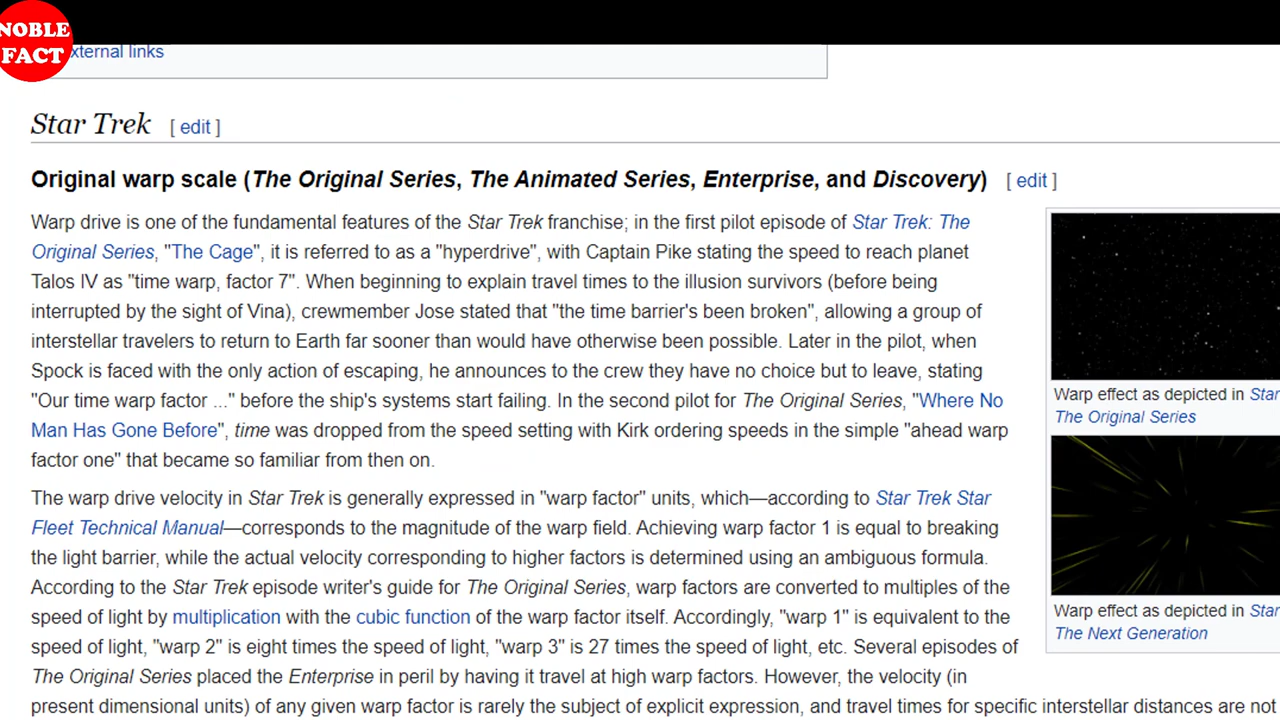 NOBLE
FACT
xternal links
Star Trek [ edit ]
Original warp scale (The Original Series, The Animated Series, Enterprise, and Discovery) [ edit ]
Warp drive is one of the fundamental features of the Star Trek franchise; in the first pilot episode of Star Trek: The
Original Series, "The Cage", it is referred to as a "hyperdrive", with Captain Pike stating the speed to reach planet
Talos IV as "time warp, factor 7". When beginning to explain travel times to the illusion survivors (before being
interrupted by the sight of Vina), crewmember Jose stated that "the time barrier's been broken", allowing a group of
interstellar travelers to return to Earth far sooner than would have otherwise been possible. Later in the pilot, when
Spock is faced with the only action of escaping, he announces to the crew they have no choice but to leave, stating
"Our time warp factor ..." before the ship's systems start failing. In the second pilot for The Original Series, "Where No
Man Has Gone Before", time was dropped from the speed setting with Kirk ordering speeds in the simple "ahead warp
factor one" that became so familiar from then on.
The warp drive velocity in Star Trek is generally expressed in "warp factor" units, which—according to Star Trek Star
Fleet Technical Manual—corresponds to the magnitude of the warp field. Achieving warp factor 1 is equal to breaking
the light barrier, while the actual velocity corresponding to higher factors is determined using an ambiguous formula.
According to the Star Trek episode writer's guide for The Original Series, warp factors are converted to multiples of the
speed of light by multiplication with the cubic function of the warp factor itself. Accordingly, "warp 1" is equivalent to the
speed of light, "warp 2" is eight times the speed of light, "warp 3" is 27 times the speed of light, etc. Several episodes of
The Original Series placed the Enterprise in peril by having it travel at high warp factors. However, the velocity (in
present dimensional units) of any given warp factor is rarely the subject of explicit expression, and travel times for specific interstellar distances are not
Warp effect as depicted in Star
The Original Series
Warp effect as depicted in Star
The Next Generation